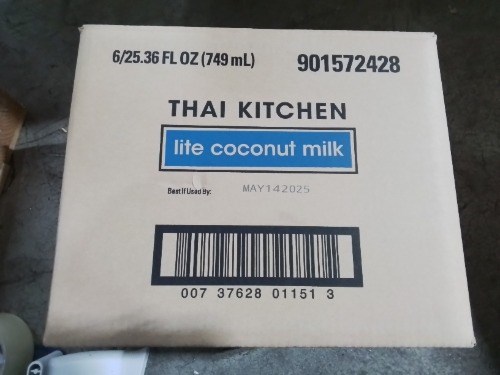 6/25.36 FL OZ (749 mL) 901572428
THAI KITCHEN
lite coconut milk
Best If Used By: MAY142025
007 37628 01151 3